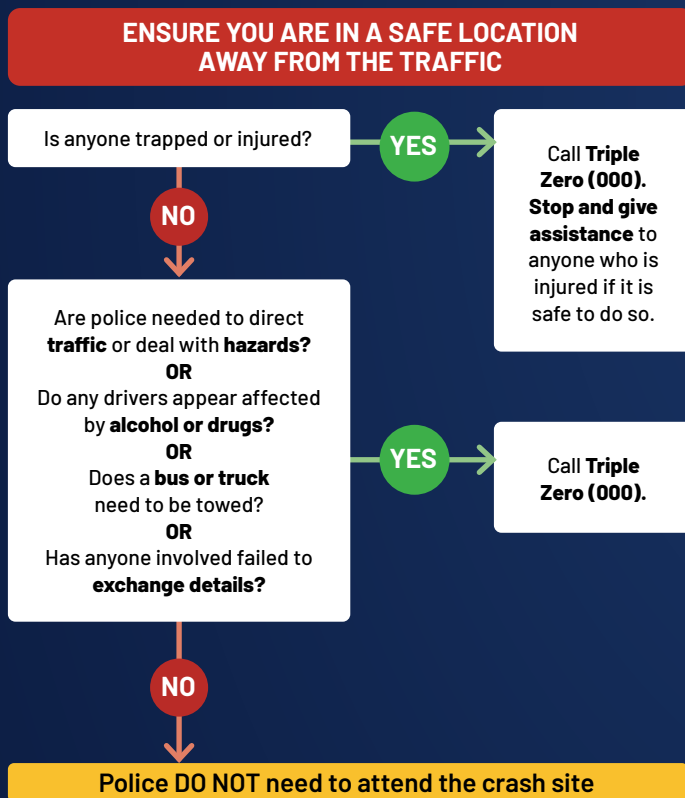 ENSURE YOU ARE IN A SAFE LOCATION
AWAY FROM THE TRAFFIC
Is anyone trapped or injured?
YES
Call Triple
Zero (000).
Stop and give
assistance to
anyone who is
injured if it is
safe to do so.
NO
Are police needed to direct
traffic or deal with hazards?
OR
Do any drivers appear affected
by alcohol or drugs?
OR
Does a bus or truck
need to be towed?
OR
Has anyone involved failed to
exchange details?
YES
Call Triple
Zero (000).
NO
Police DO NOT need to attend the crash site